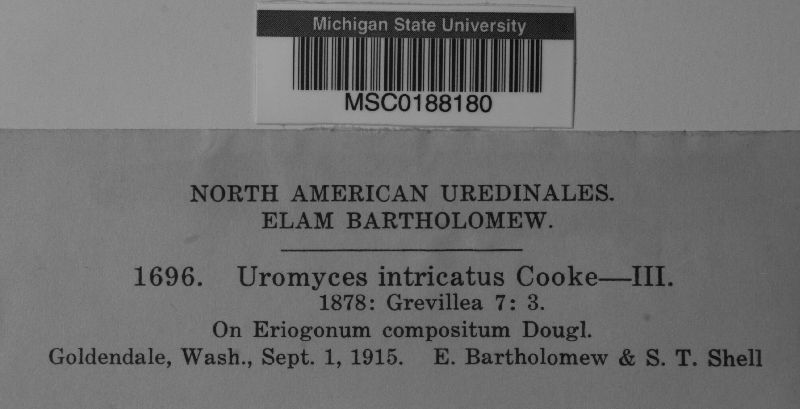 Michigan State University
MSC0188180
NORTH AMERICAN UREDINALES.
ELAM BARTHOLOMEW.
1696. Uromyces intricatus Cooke—III.
1878: Grevillea 7: 3.
On Eriogonum compositum Dougl.
Goldendale, Wash., Sept. 1, 1915. E. Bartholomew & S. T. Shell